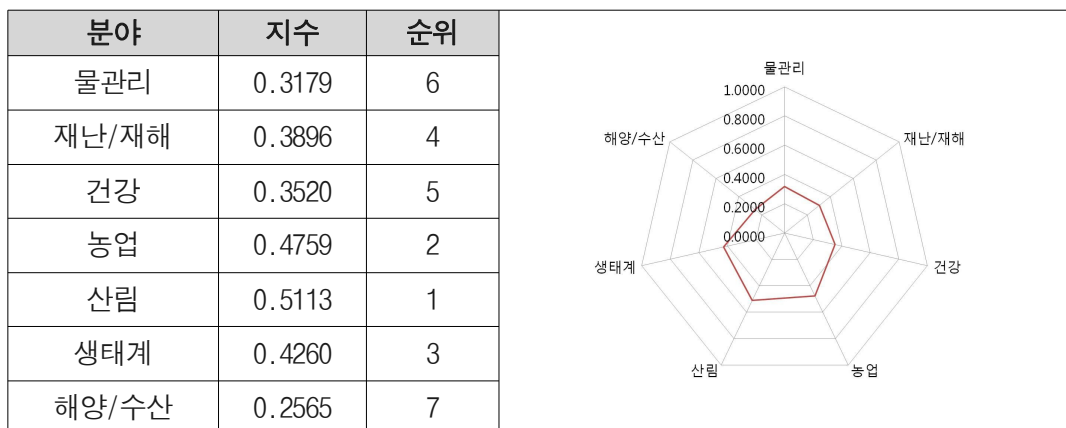 분야 지수 순위
물관리 0.3179 6
재난/재해 0.3896 4
건강 0.3520 5
농업 0.4759 2
산림 0.5113 1
생태계 0.4260 3
해양/수산 0.2565 7
물관리
1.0000
0.8000
해양/수산 재난/재해
0.6000
0.4000
0.2000
0.0000
생태계 건강
산림 농업